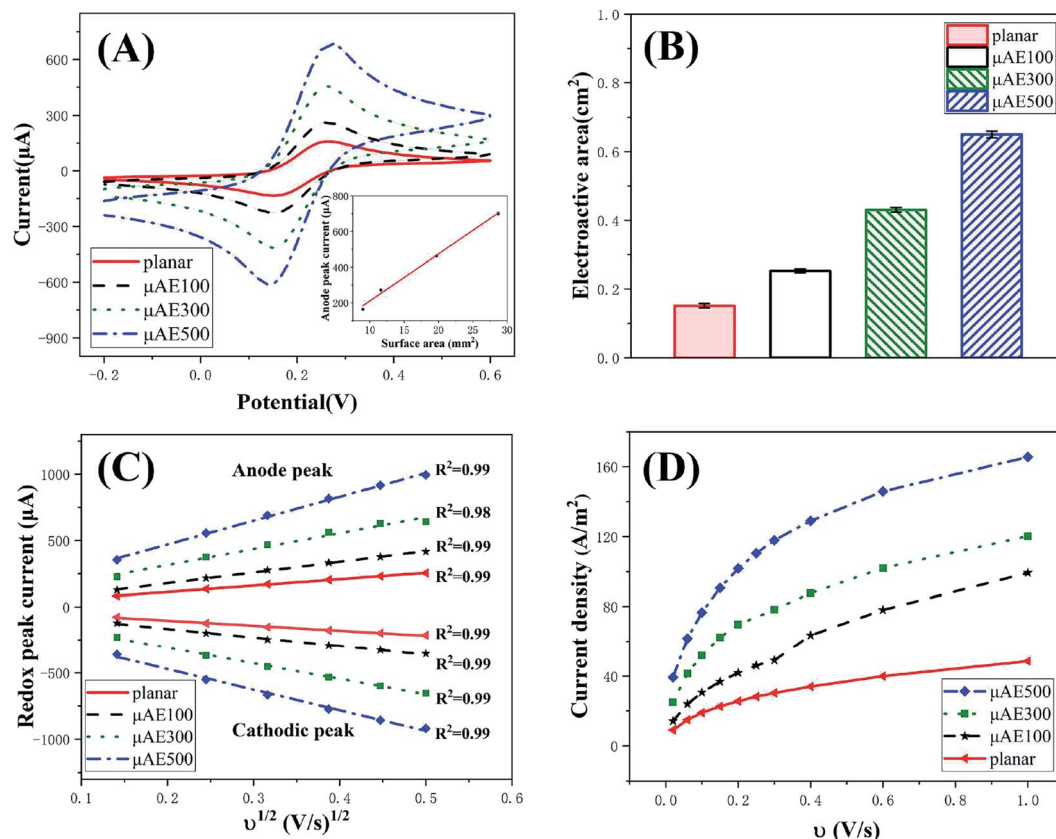 (A)
Current(μA)
600
300
0
-300
-600
-900
-0.2
0.0
0.2
0.4
0.6
Potential(V)
planar
μAE100
μAE300
μAE500
Anode peak current (μA)
800
600
400
200
10
15
20
25
30
Surface area (mm²)
(B)
Electroactive area(cm²)
1.0
0.8
0.6
0.4
0.2
0.0
planar
μAE100
μAE300
μAE500
(C)
Redox peak current (μA)
1000
500
0
-500
-1000
Anode peak
R²=0.99
R²=0.98
R²=0.99
R²=0.99
R²=0.99
R²=0.99
R²=0.99
R²=0.99
Cathodic peak
planar
μAE100
μAE300
μAE500
0.1
0.2
0.3
0.4
0.5
0.6
υ^1/2 (V/s)^1/2
(D)
Current density (A/m²)
160
120
80
40
0
μAE500
μAE300
μAE100
planar
0.0
0.2
0.4
0.6
0.8
1.0
υ (V/s)